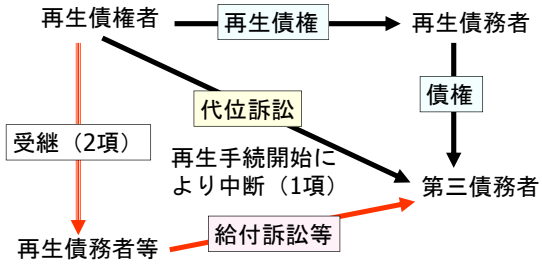 再生債権者
再生債権
再生債務者
代位訴訟
債権
受継（2項）
再生手続開始に
より中断（1項）
第三債務者
再生債務者等
給付訴訟等